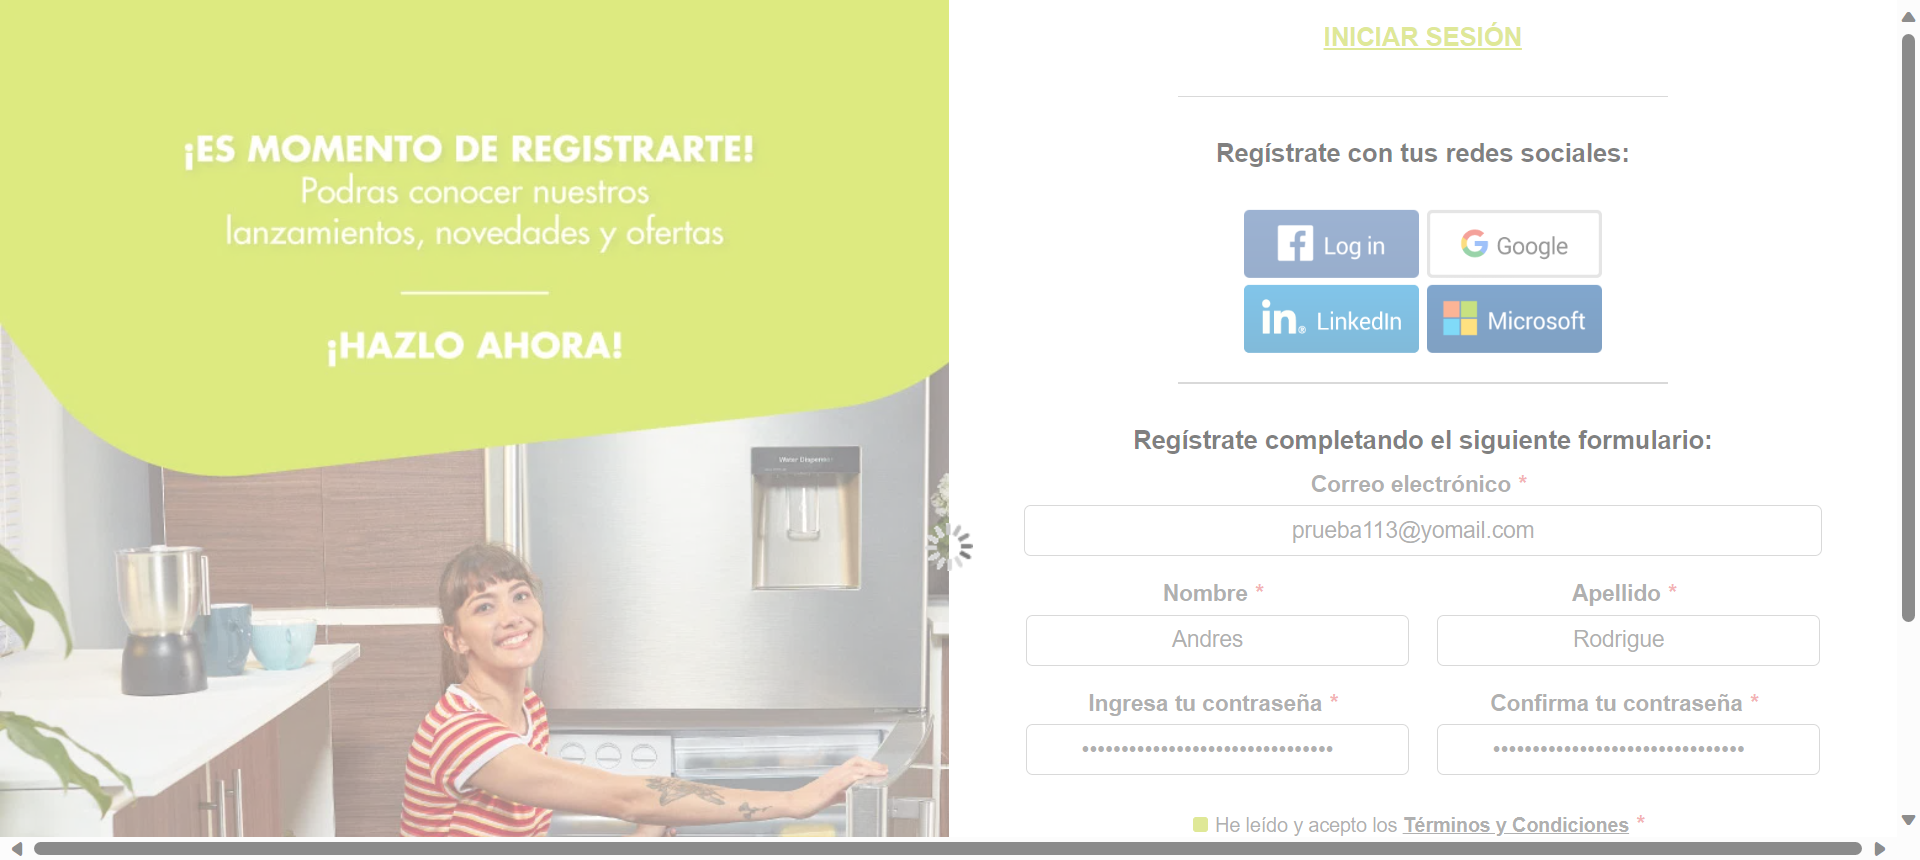 ¡ES MOMENTO DE REGISTRARTE!
Podras conocer nuestros
lanzamientos, novedades y ofertas
¡HAZLO AHORA!
Water Dispenser
INICIAR SESIÓN
Regístrate con tus redes sociales:
Log in
Google
LinkedIn
Microsoft
Regístrate completando el siguiente formulario:
Correo electrónico *
prueba113@yomail.com
Nombre *
Apellido *
Andres
Rodrigue
Ingresa tu contraseña *
Confirma tu contraseña *
••••••••••••••••••••••••••••••••
••••••••••••••••••••••••••••••••
He leído y acepto los Términos y Condiciones *